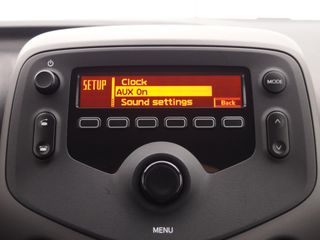 SETUP
Clock
AUX On
Sound settings
Back
MODE
MENU